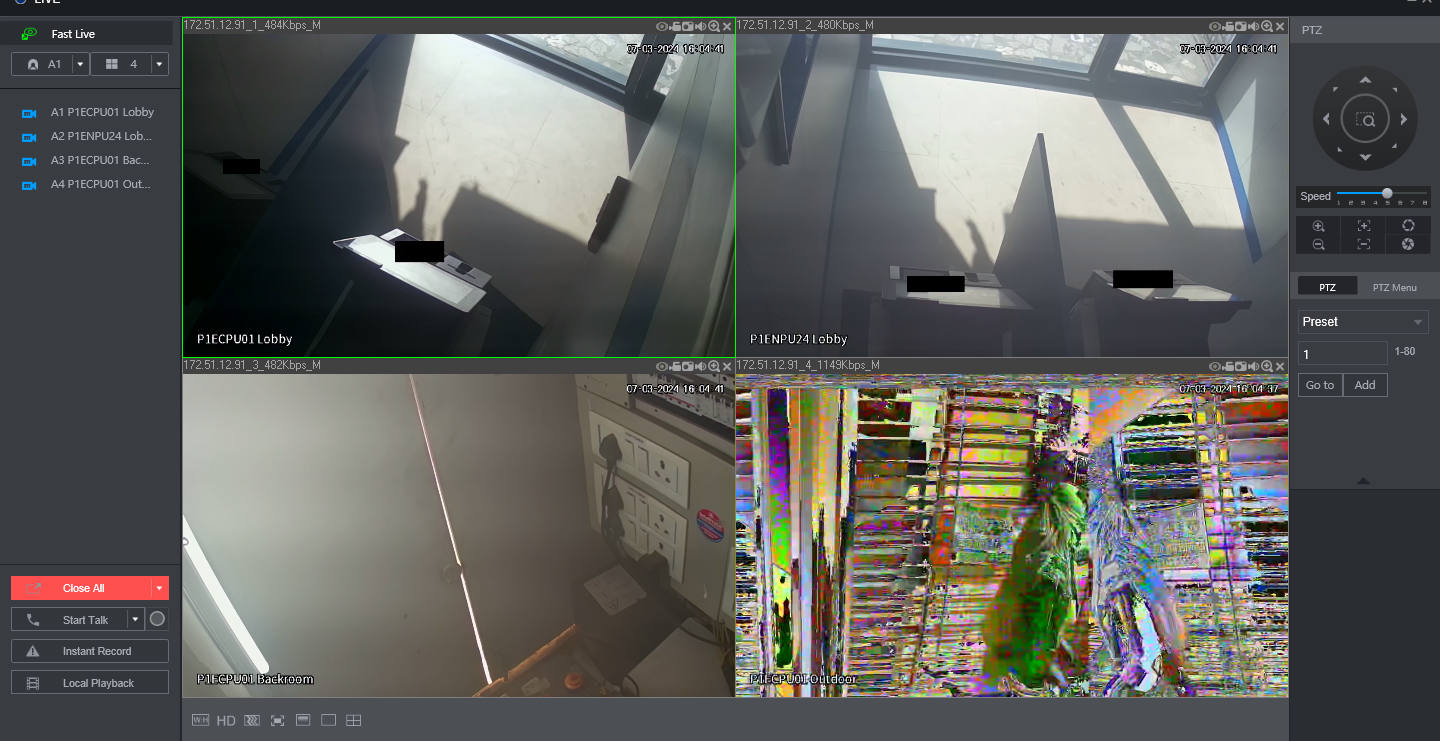 LIVE
Fast Live
A1
4
A1 P1ECPU01 Lobby
A2 P1ENPU24 Lob...
A3 P1ECPU01 Bac...
A4 P1ECPU01 Out...
Close All
Start Talk
Instant Record
Local Playback
172.51.12.91_1_484Kbps_M
07-03-2024 16:04:41
P1ECPU01 Lobby
172.51.12.91_2_480Kbps_M
07-03-2024 16:04:41
P1ENPU24 Lobby
172.51.12.91_3_482Kbps_M
07-03-2024 16:04:41
P1ECPU01 Backroom
172.51.12.91_4_1149Kbps_M
07-03-2024 16:04:37
P1ECPU01 Outdoor
W:H
HD
PTZ
Speed
1 2 3 4 5 6 7 8
PTZ
PTZ Menu
Preset
1
1-80
Go to
Add